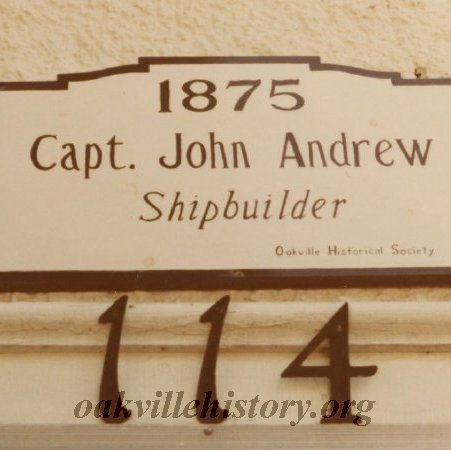 1875
Capt. John Andrew
Shipbuilder
Oakville Historical Society
114
oakvillehistory.org